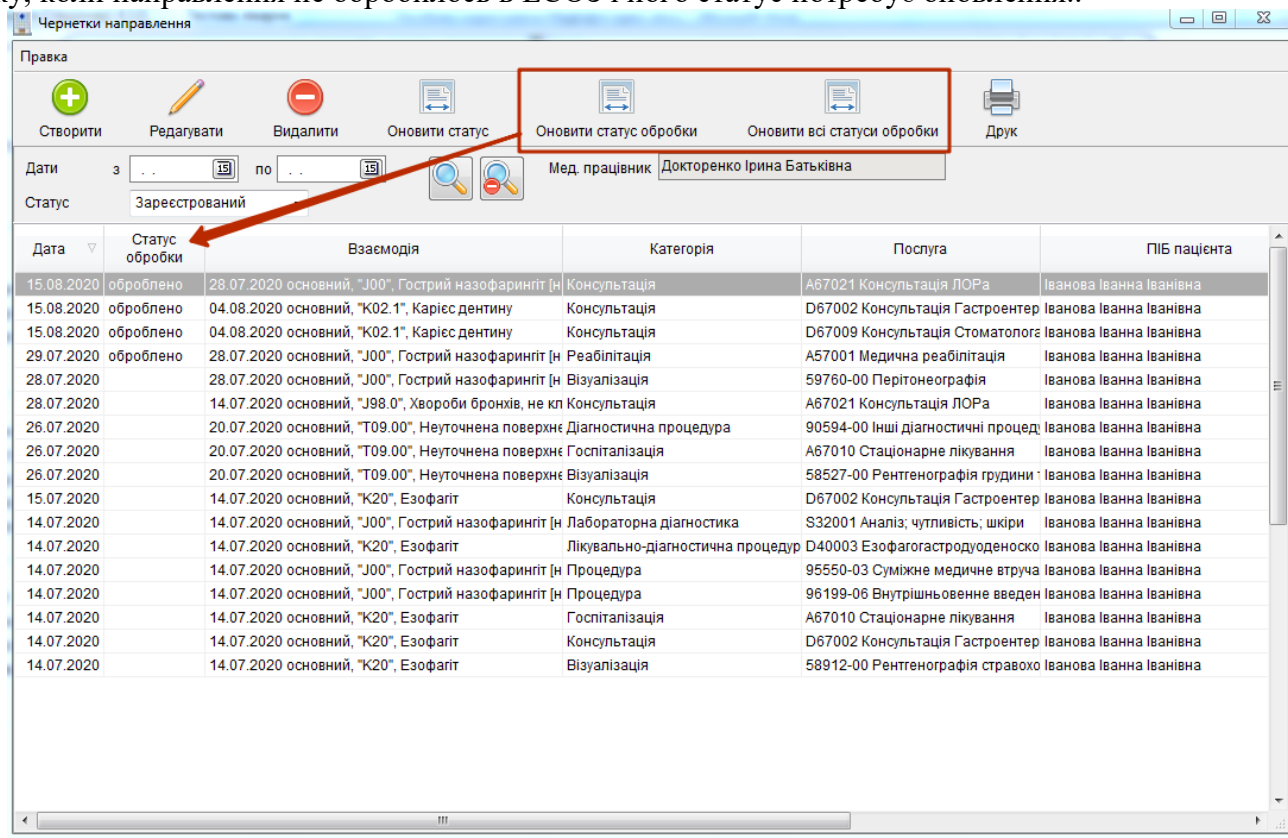 коли направлення не обробилось в ЕСОЗ і його статус потребує оновлення..
Чернетки направлення
Правка
Створити Редагувати Видалити Оновити статус Оновити статус обробки Оновити всі статуси обробки Друк
Дати з . . 15 по . . 15 Мед. працівник Докторенко Ірина Батьківна
Статус Зареєстрований
Дата Статус обробки Взаємодія Категорія Послуга ПІБ пацієнта
15.08.2020 оброблено 28.07.2020 основний, "J00", Гострий назофарингіт [н Консультація A67021 Консультація ЛОРа Іванова Іванна Іванівна
15.08.2020 оброблено 04.08.2020 основний, "K02.1", Карієс дентину Консультація D67002 Консультація Гастроентер Іванова Іванна Іванівна
15.08.2020 оброблено 04.08.2020 основний, "K02.1", Карієс дентину Консультація D67009 Консультація Стоматолога Іванова Іванна Іванівна
29.07.2020 оброблено 28.07.2020 основний, "J00", Гострий назофарингіт [н Реабілітація A57001 Медична реабілітація Іванова Іванна Іванівна
28.07.2020 28.07.2020 основний, "J00", Гострий назофарингіт [н Візуалізація 59760-00 Перітонеографія Іванова Іванна Іванівна
28.07.2020 14.07.2020 основний, "J98.0", Хвороби бронхів, не кл Консультація A67021 Консультація ЛОРа Іванова Іванна Іванівна
26.07.2020 20.07.2020 основний, "T09.00", Неуточнена поверхне Діагностична процедура 90594-00 Інші діагностичні процеду Іванова Іванна Іванівна
26.07.2020 20.07.2020 основний, "T09.00", Неуточнена поверхне Госпіталізація A67010 Стаціонарне лікування Іванова Іванна Іванівна
26.07.2020 20.07.2020 основний, "T09.00", Неуточнена поверхне Візуалізація 58527-00 Рентгенографія грудини Іванова Іванна Іванівна
15.07.2020 14.07.2020 основний, "K20", Езофагіт Консультація D67002 Консультація Гастроентер Іванова Іванна Іванівна
14.07.2020 14.07.2020 основний, "J00", Гострий назофарингіт [н Лабораторна діагностика S32001 Аналіз; чутливість; шкіри Іванова Іванна Іванівна
14.07.2020 14.07.2020 основний, "K20", Езофагіт Лікувально-діагностична процедур D40003 Езофагогастродуоденоско Іванова Іванна Іванівна
14.07.2020 14.07.2020 основний, "J00", Гострий назофарингіт [н Процедура 95550-03 Суміжне медичне втруча Іванова Іванна Іванівна
14.07.2020 14.07.2020 основний, "J00", Гострий назофарингіт [н Процедура 96199-06 Внутрішньовенне введен Іванова Іванна Іванівна
14.07.2020 14.07.2020 основний, "K20", Езофагіт Госпіталізація A67010 Стаціонарне лікування Іванова Іванна Іванівна
14.07.2020 14.07.2020 основний, "K20", Езофагіт Консультація D67002 Консультація Гастроентер Іванова Іванна Іванівна
14.07.2020 14.07.2020 основний, "K20", Езофагіт Візуалізація 58912-00 Рентгенографія стравохо Іванова Іванна Іванівна